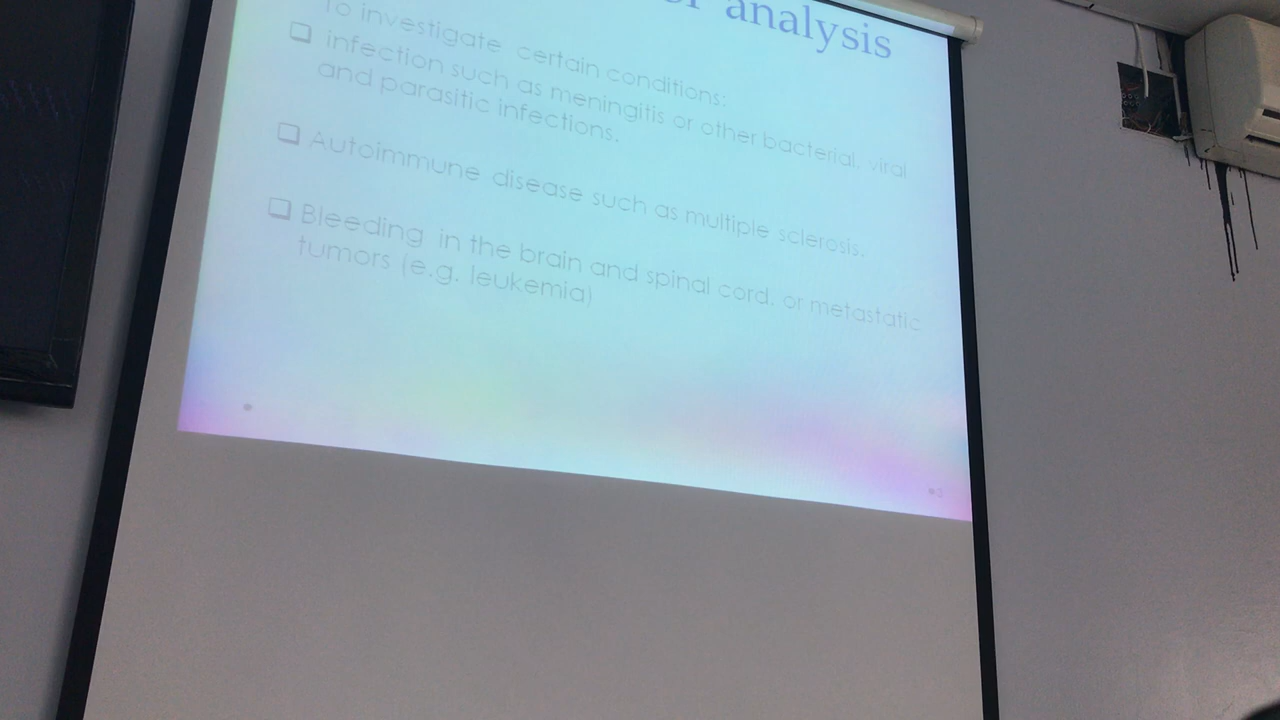 analysis
To investigate certain conditions:
❑ infection such as meningitis or other bacterial, viral
and parasitic infections.
❑ Autoimmune disease such as multiple sclerosis.
❑ Bleeding in the brain and spinal cord, or metastatic
tumors (e.g. leukemia)